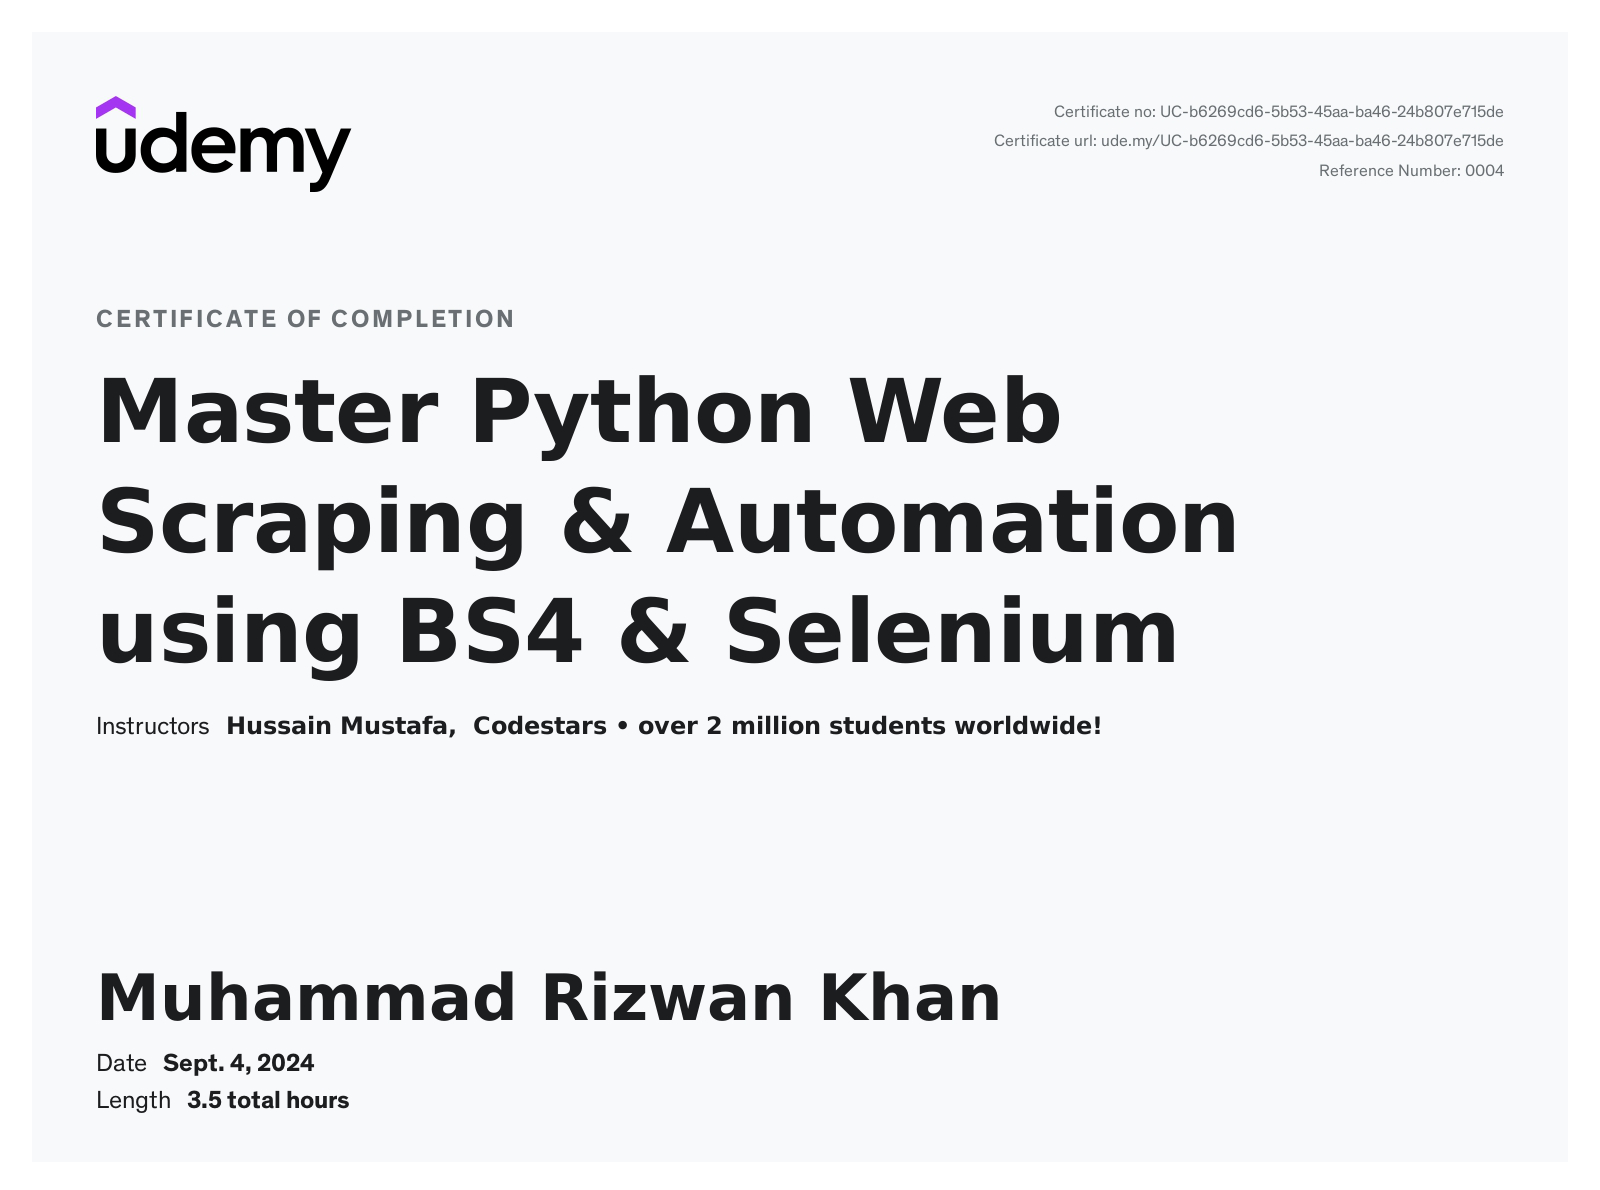 udemy
Certificate no: UC-b6269cd6-5b53-45aa-ba46-24b807e715de
Certificate url: ude.my/UC-b6269cd6-5b53-45aa-ba46-24b807e715de
Reference Number: 0004
CERTIFICATE OF COMPLETION
Master Python Web
Scraping & Automation
using BS4 & Selenium
Instructors Hussain Mustafa, Codestars • over 2 million students worldwide!
Muhammad Rizwan Khan
Date Sept. 4, 2024
Length 3.5 total hours